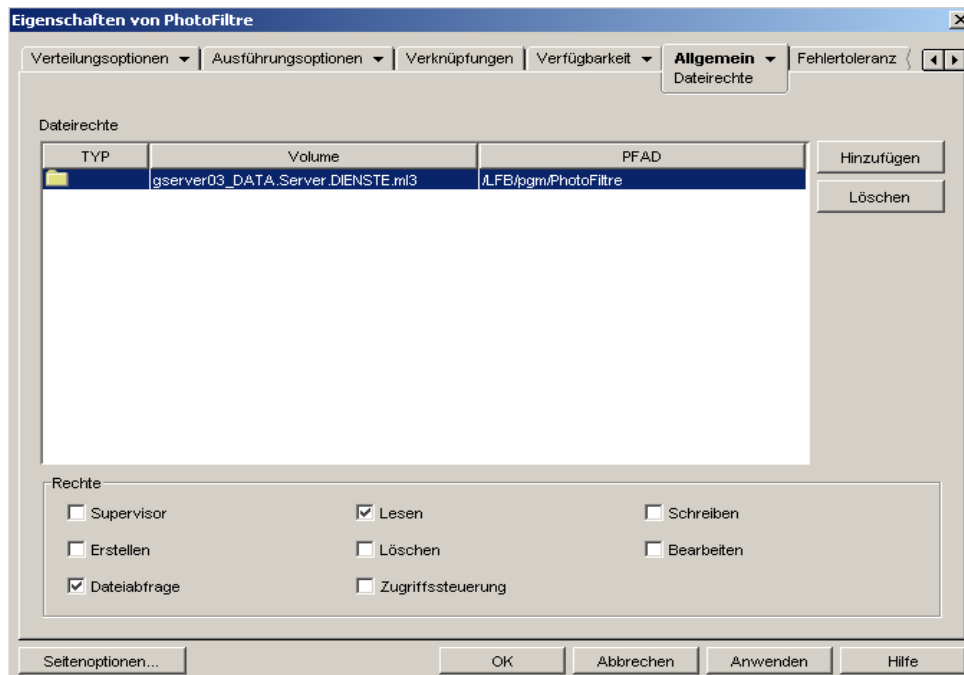 Eigenschaften von PhotoFiltre
Verteilungsoptionen Ausführungsoptionen Verknüpfungen Verfügbarkeit Allgemein Fehlertoleranz
Dateirechte
Dateirechte
TYP Volume PFAD
gserver03_DATA.Server.DIENSTE.ml3 /LFB/pgm/PhotoFiltre
Hinzufügen
Löschen
Rechte
Supervisor Lesen Schreiben
Erstellen Löschen Bearbeiten
Dateiabfrage Zugriffssteuerung
Seitenoptionen... OK Abbrechen Anwenden Hilfe